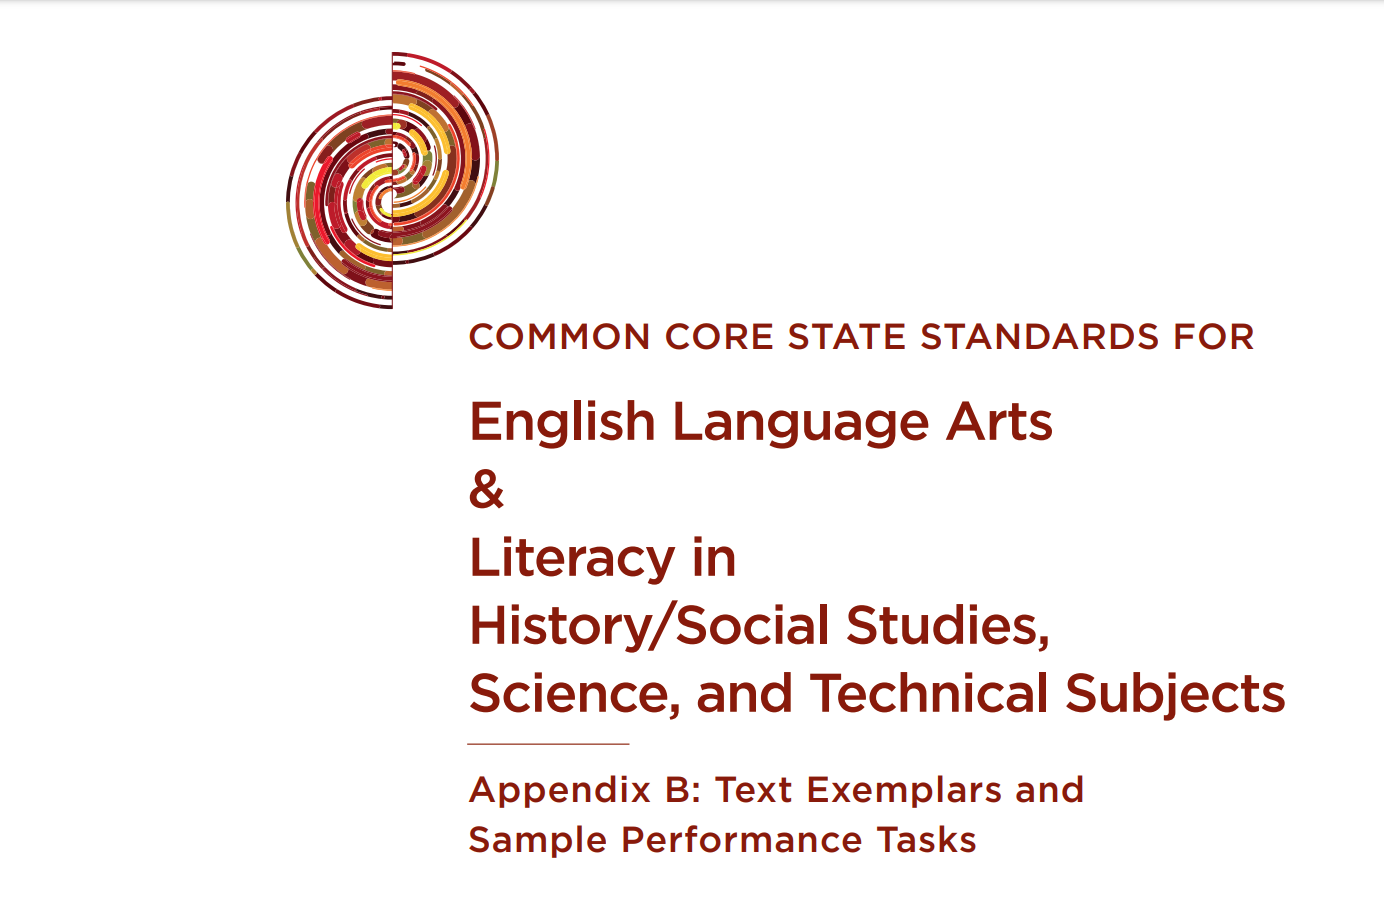 COMMON CORE STATE STANDARDS FOR
English Language Arts
&
Literacy in
History/Social Studies,
Science, and Technical Subjects
Appendix B: Text Exemplars and
Sample Performance Tasks